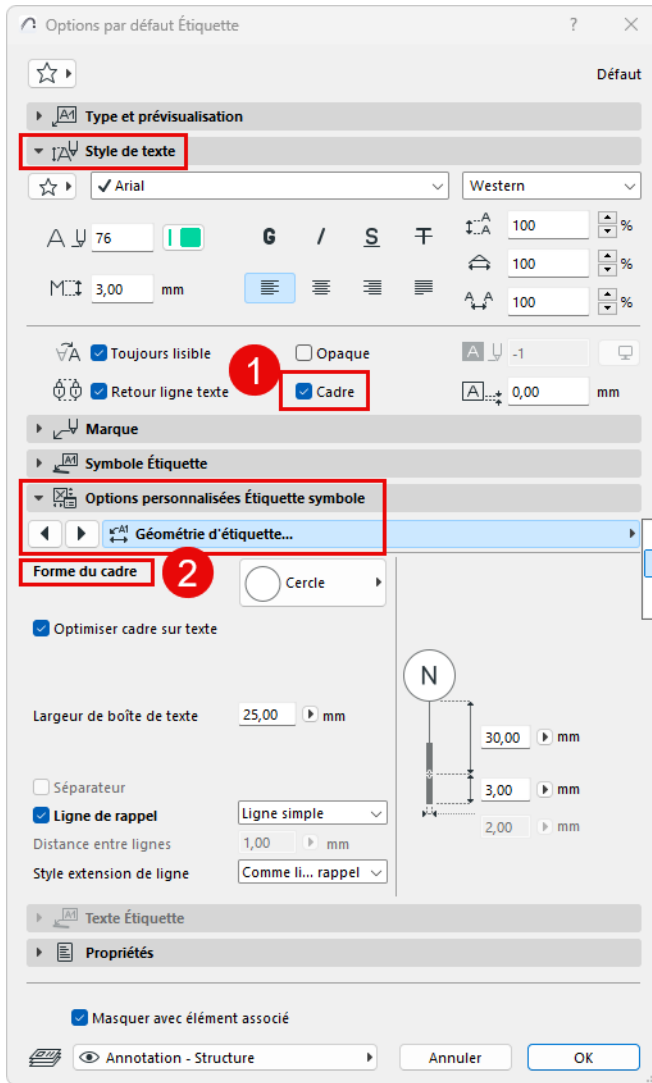 Options par défaut Étiquette ?
Défaut
A1 Type et prévisualisation
Style de texte
Arial Western
76 G / S T 100 %
100 %
M 3,00 mm 100 %
Toujours lisible Opaque -1
1
Retour ligne texte Cadre 0,00 mm
Marque
A1 Symbole Étiquette
Options personnalisées Étiquette symbole
A1 Géométrie d'étiquette...
Forme du cadre 2 Cercle
Optimiser cadre sur texte
N
Largeur de boîte de texte 25,00 mm
30,00 mm
Séparateur 3,00 mm
Ligne de rappel Ligne simple
2,00 mm
Distance entre lignes 1,00 mm
Style extension de ligne Comme li... rappel
A1 Texte Étiquette
Propriétés
Masquer avec élément associé
Annotation - Structure Annuler OK